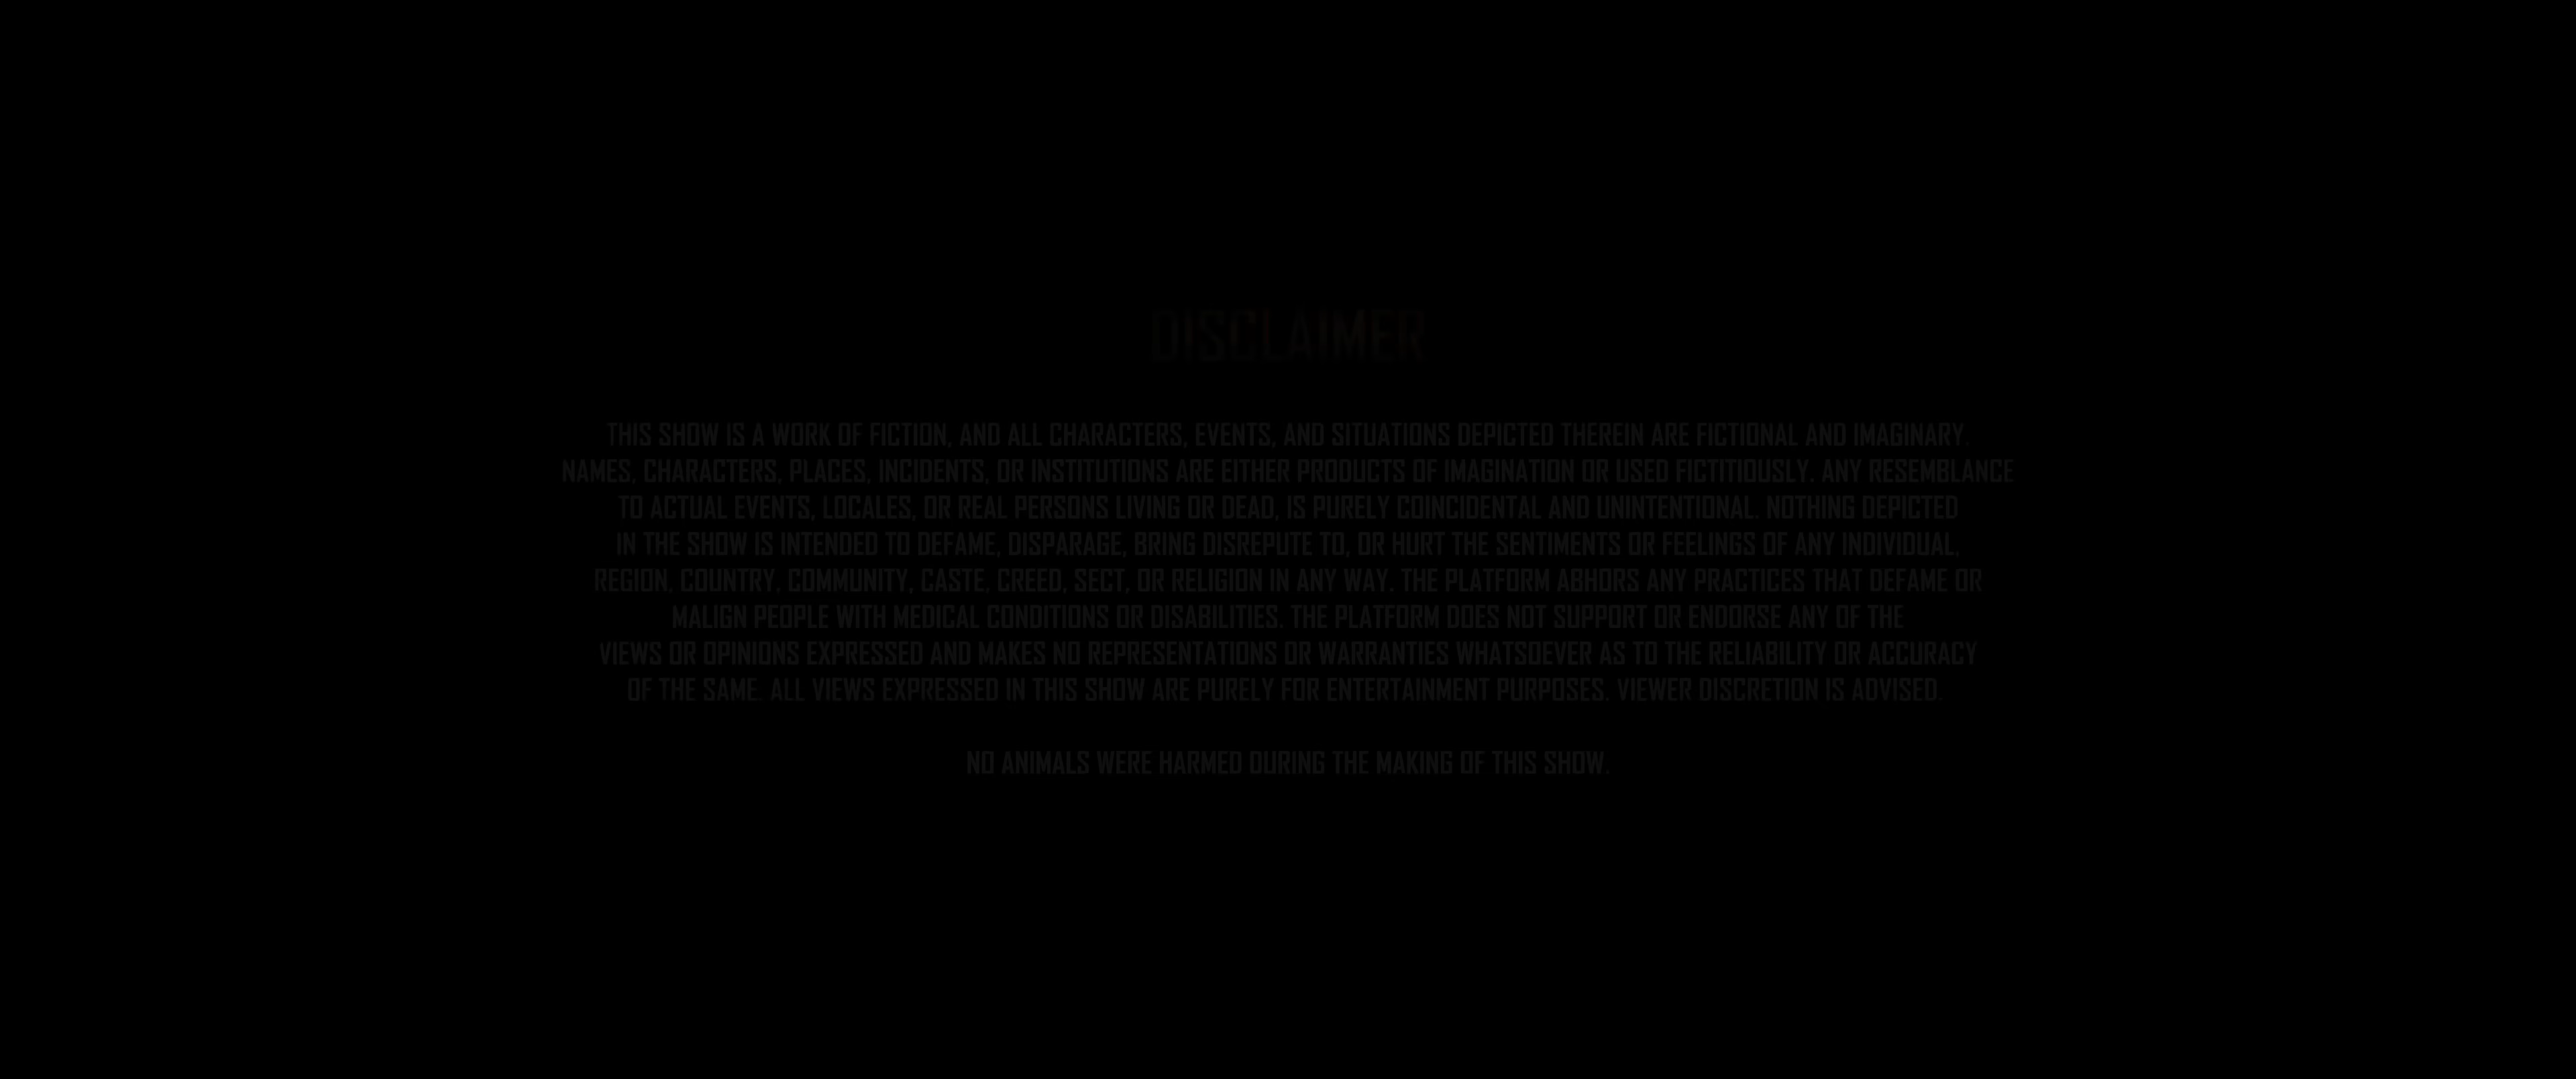 DISCLAIMER
THIS SHOW IS A WORK OF FICTION, AND ALL CHARACTERS, EVENTS, AND SITUATIONS DEPICTED THEREIN ARE FICTIONAL AND IMAGINARY.
NAMES, CHARACTERS, PLACES, INCIDENTS, OR INSTITUTIONS ARE EITHER PRODUCTS OF IMAGINATION OR USED FICTITIOUSLY. ANY RESEMBLANCE
TO ACTUAL EVENTS, LOCALES, OR REAL PERSONS LIVING OR DEAD, IS PURELY COINCIDENTAL AND UNINTENTIONAL. NOTHING DEPICTED
IN THE SHOW IS INTENDED TO DEFAME, DISPARAGE, BRING DISREPUTE TO, OR HURT THE SENTIMENTS OR FEELINGS OF ANY INDIVIDUAL,
REGION, COUNTRY, COMMUNITY, CASTE, CREED, SECT, OR RELIGION IN ANY WAY. THE PLATFORM ABHORS ANY PRACTICES THAT DEFAME OR
MALIGN PEOPLE WITH MEDICAL CONDITIONS OR DISABILITIES. THE PLATFORM DOES NOT SUPPORT OR ENDORSE ANY OF THE
VIEWS OR OPINIONS EXPRESSED AND MAKES NO REPRESENTATIONS OR WARRANTIES WHATSOEVER AS TO THE RELIABILITY OR ACCURACY
OF THE SAME. ALL VIEWS EXPRESSED IN THIS SHOW ARE PURELY FOR ENTERTAINMENT PURPOSES. VIEWER DISCRETION IS ADVISED.
NO ANIMALS WERE HARMED DURING THE MAKING OF THIS SHOW.